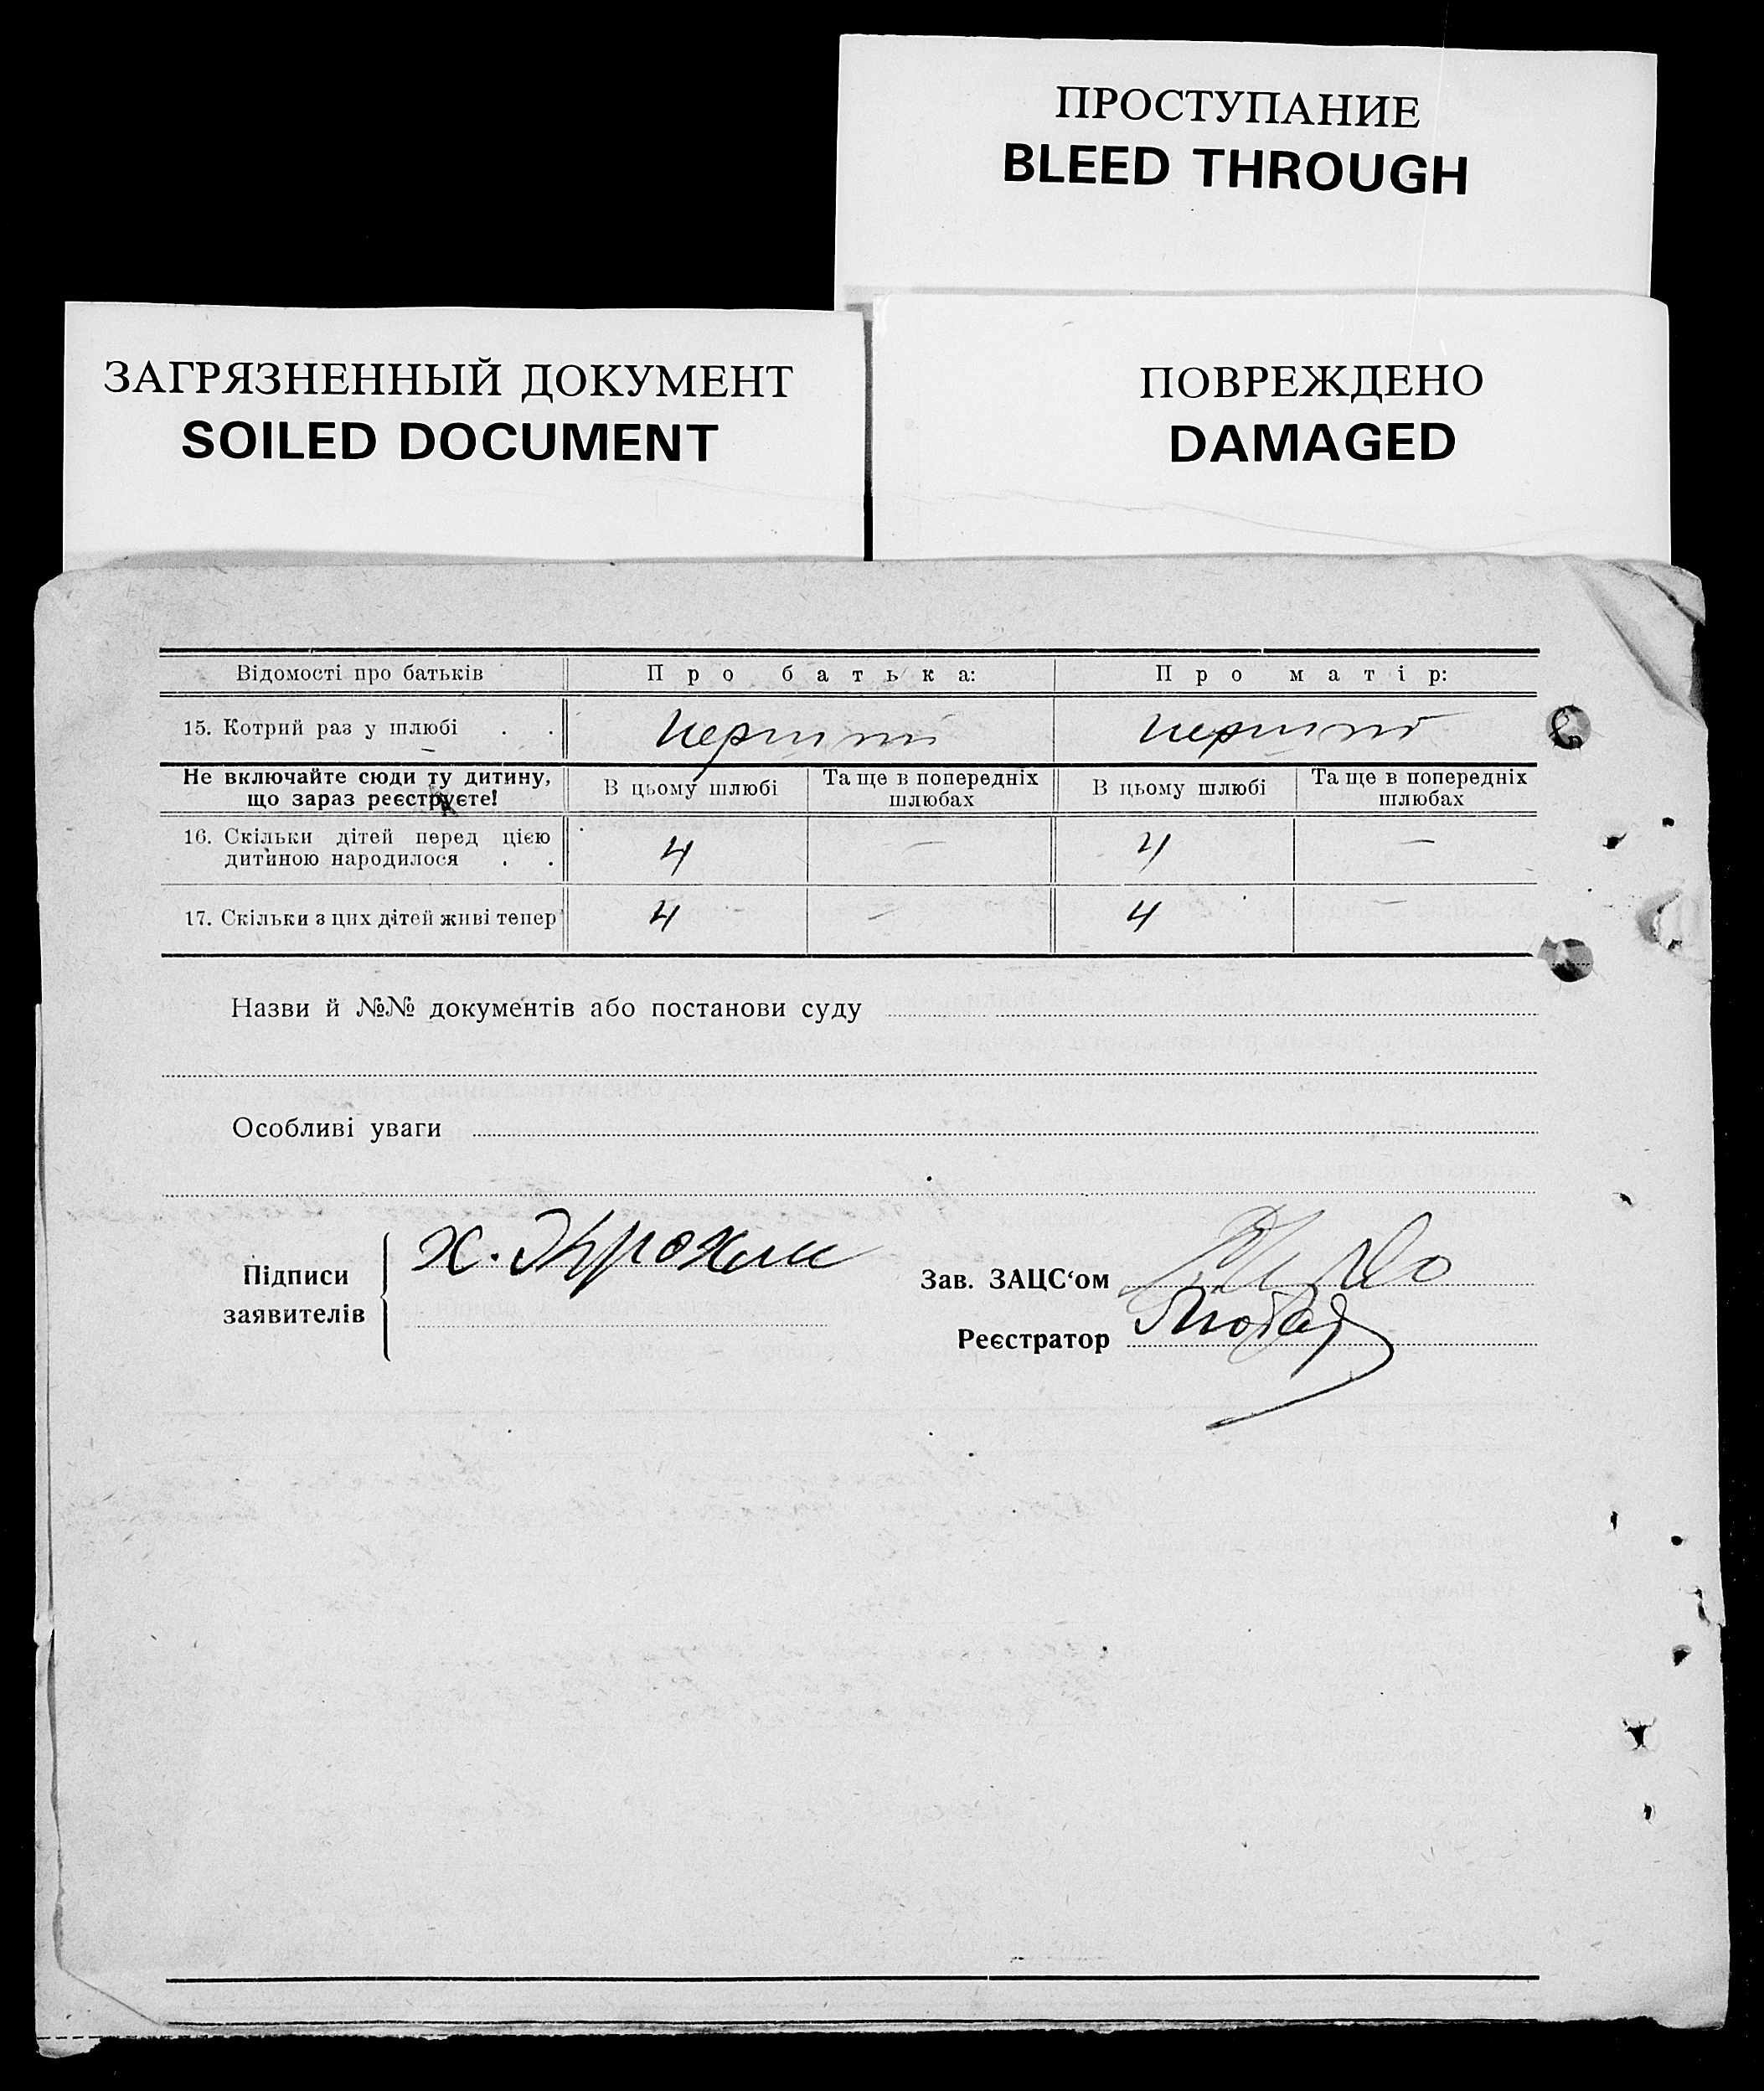 ПРОСТУПАНИЕ
BLEED THROUGH
ЗАГРЯЗНЕННЫЙ ДОКУМЕНТ
SOILED DOCUMENT
ПОВРЕЖДЕНО
DAMAGED
Відомості про батьків Про батька: Про матір:
15. Котрий раз у шлюбі . .
Не включайте сюди ту дитину,
що зараз реєструєте!
В цьому шлюбі
Та ще в попередніх
шлюбах
В цьому шлюбі
Та ще в попередніх
шлюбах
16. Скільки дітей перед цією
дитиною народилося . .
4 — 4 —
17. Скільки з цих дітей живі тепер 4 — 4 —
Назви й №№ документів або постанови суду
Особливі уваги
Підписи
заявителів
Зав. ЗАЦС‘ом
Реєстратор